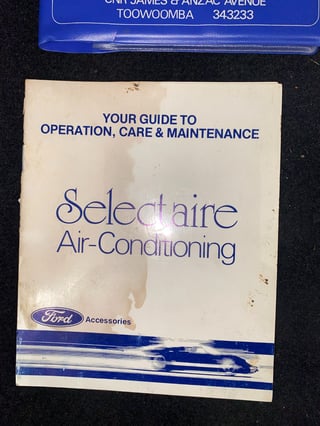 CNR JAMES & ANZAC AVENUE
TOOWOOMBA 343233
YOUR GUIDE TO
OPERATION, CARE & MAINTENANCE
Selectaire
Air-Conditioning
Ford Accessories